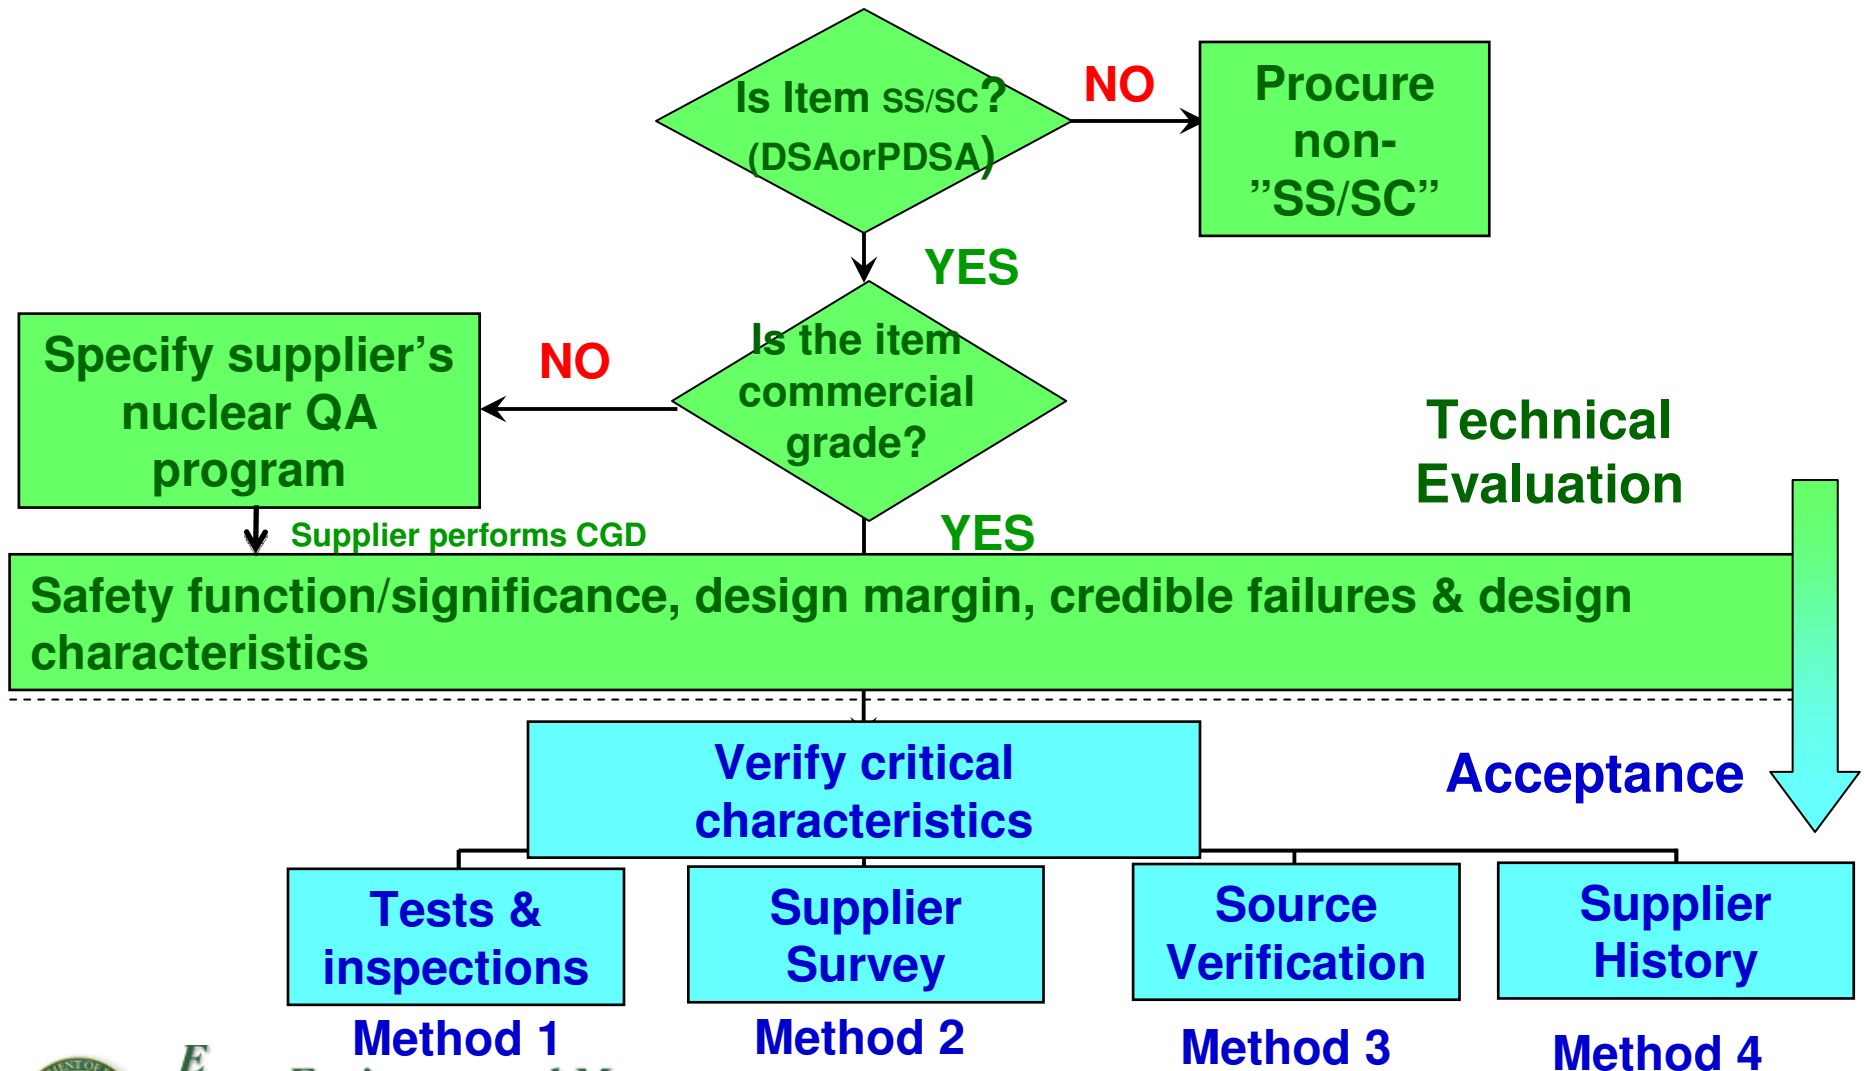 Is Item SS/SC?
(DSAorPDSA)
NO
Procure
non-
”SS/SC”
YES
Specify supplier’s
nuclear QA
program
NO
Is the item
commercial
grade?
Technical
Evaluation
Supplier performs CGD
YES
Safety function/significance, design margin, credible failures & design
characteristics
Verify critical
characteristics
Acceptance
Tests &
inspections
Supplier
Survey
Source
Verification
Supplier
History
Method 1
Method 2
Method 3
Method 4
E